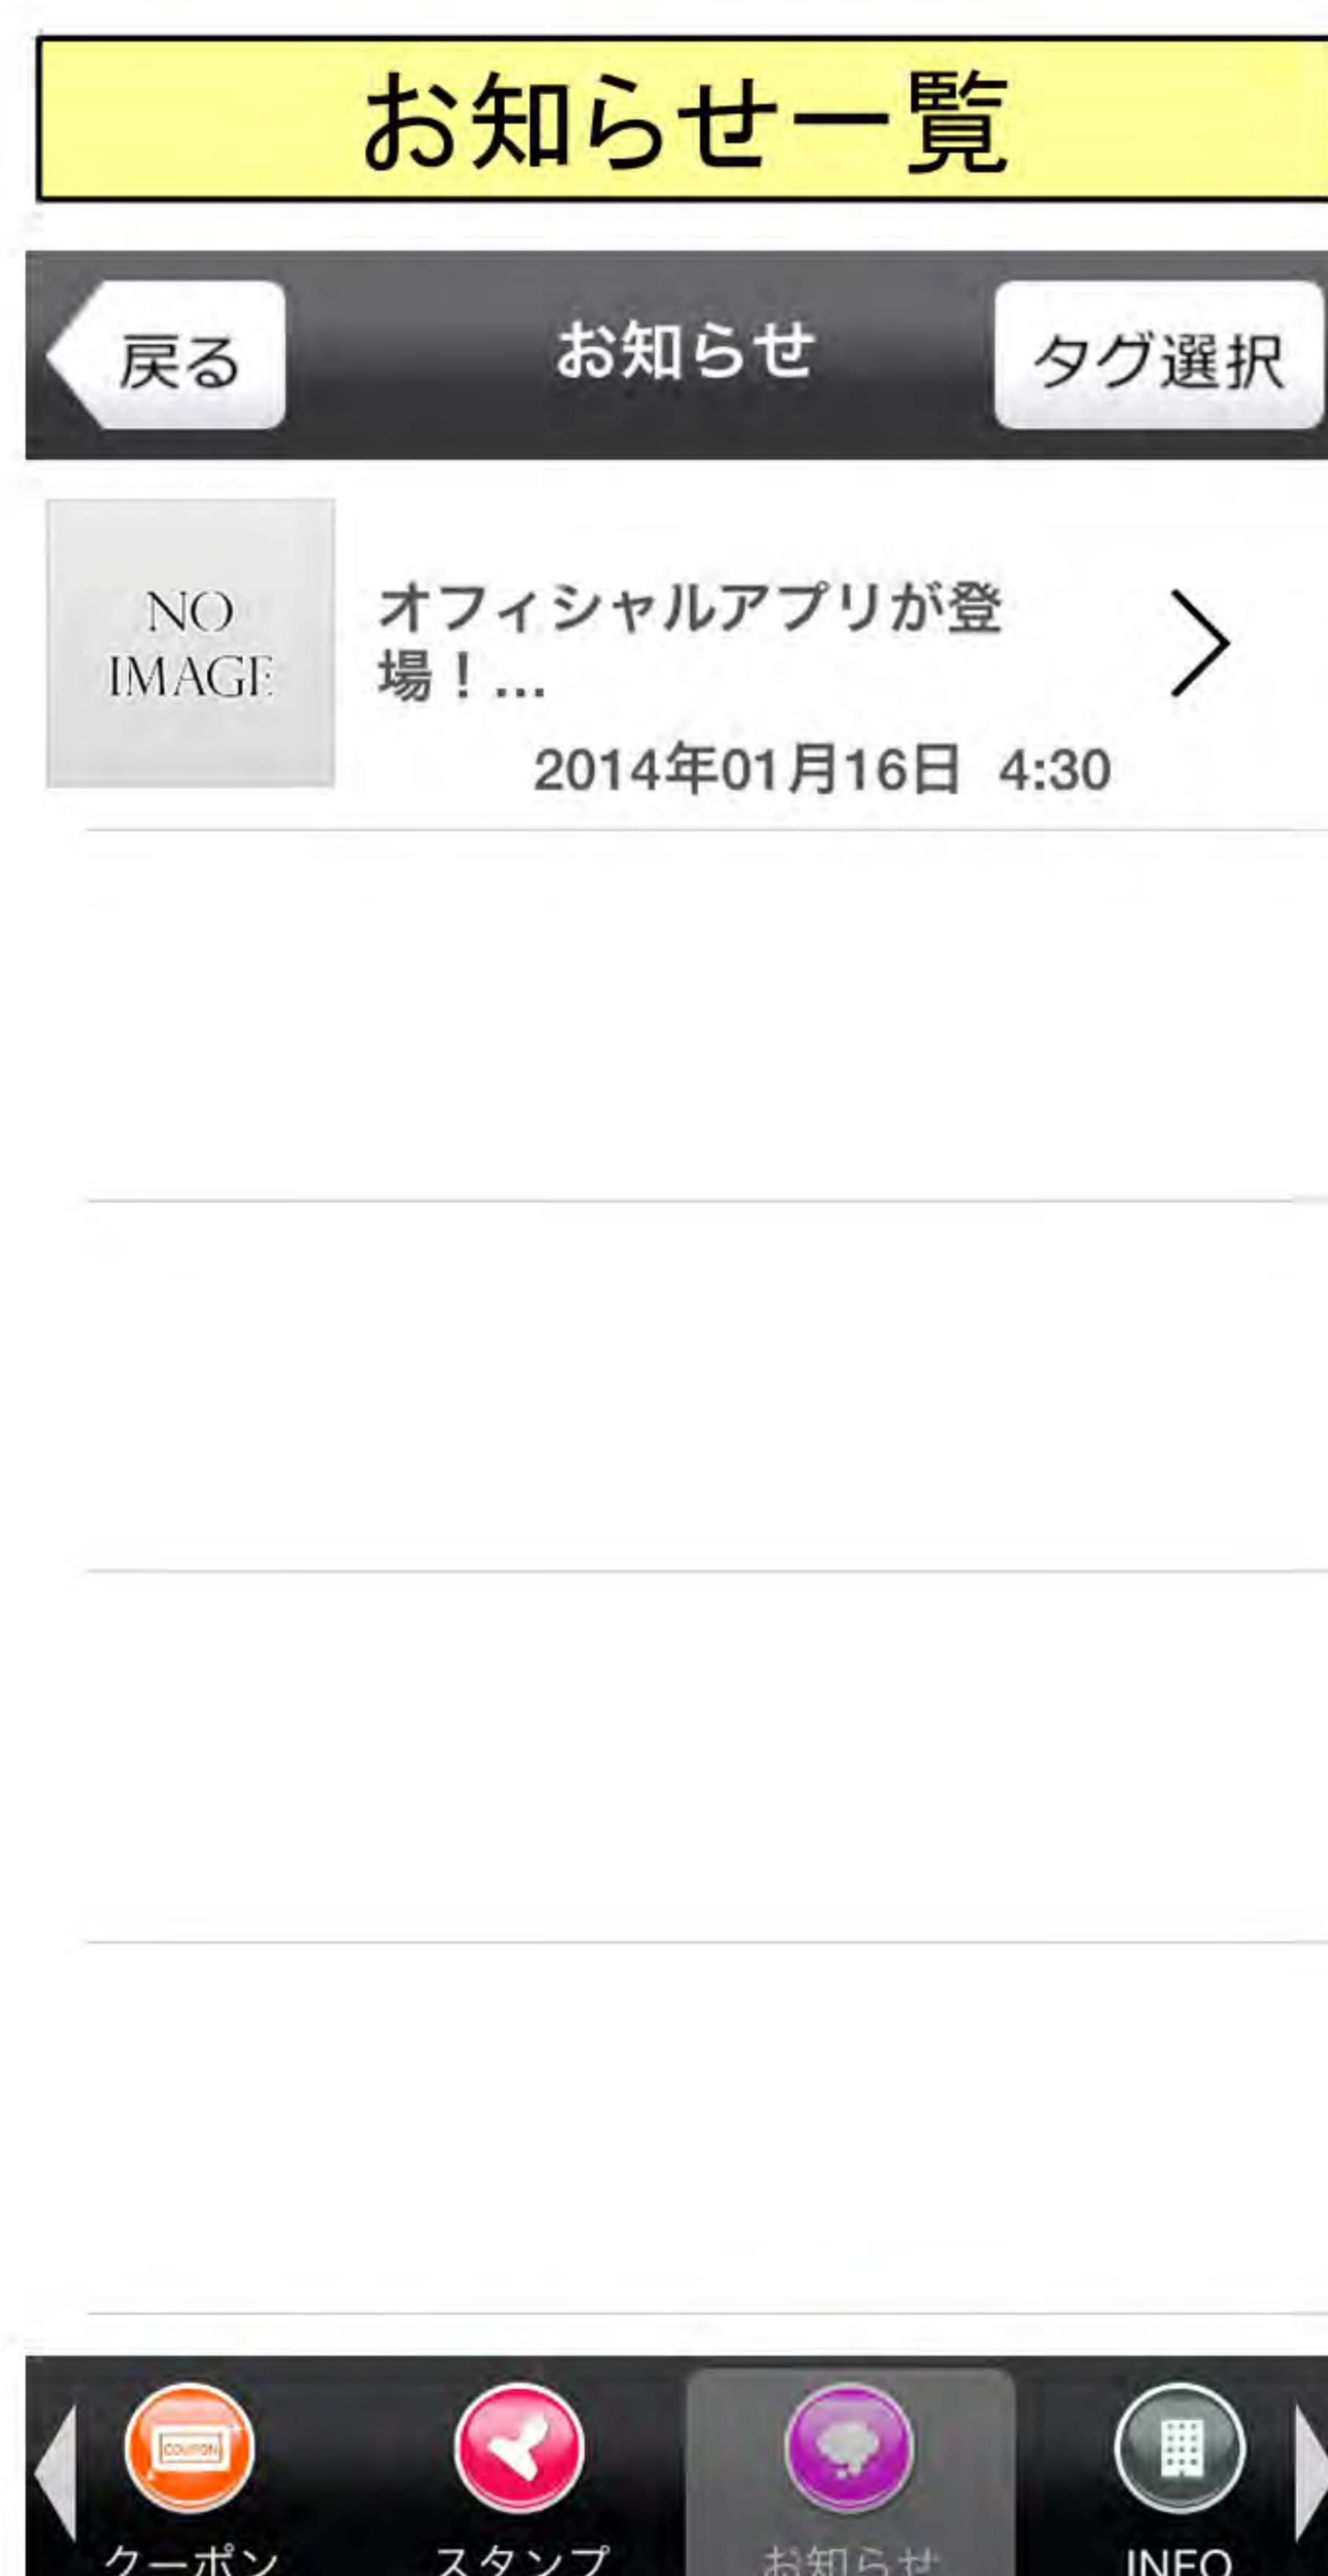 お知らせ一覧
戻る
お知らせ
タグ選択
NO
IMAGE
オフィシャルアプリが登
場！...
2014年01月16日 4:30
COUPON
クーポン
スタンプ
お知らせ
INFO